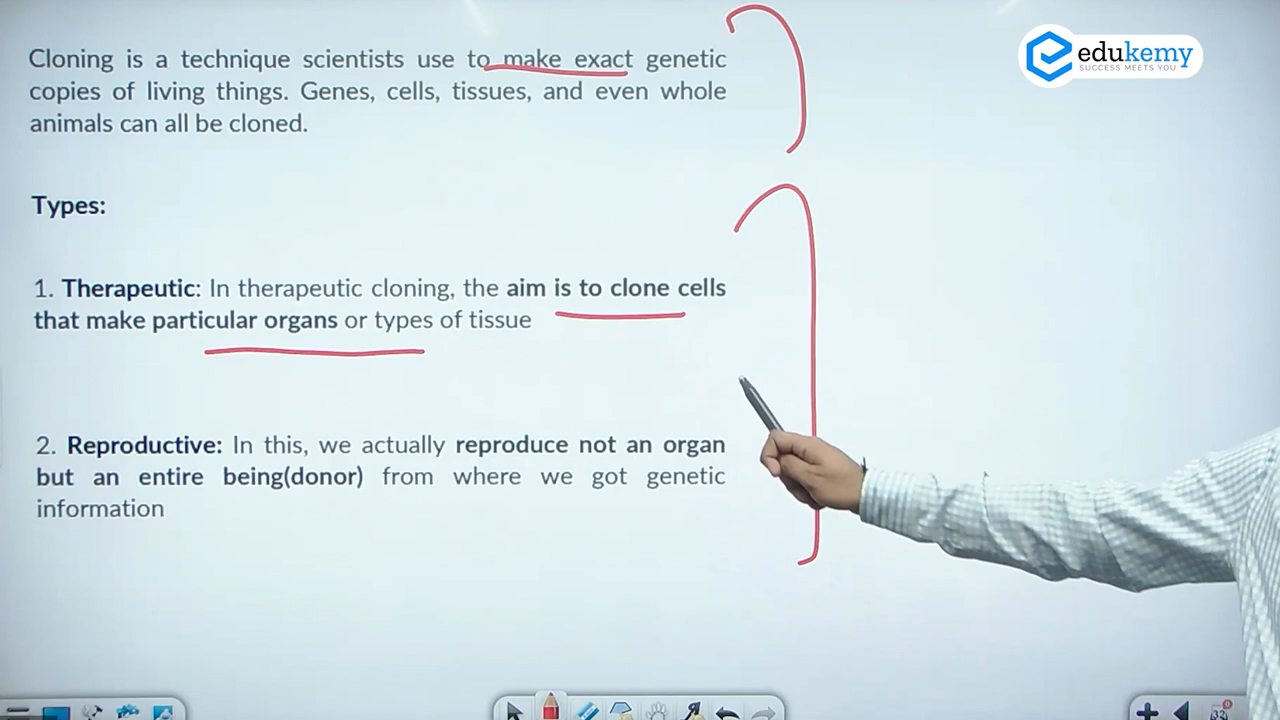 edukemy
SUCCESS MEETS YOU
Cloning is a technique scientists use to make exact genetic
copies of living things. Genes, cells, tissues, and even whole
animals can all be cloned.
Types:
1. Therapeutic: In therapeutic cloning, the aim is to clone cells
that make particular organs or types of tissue
2. Reproductive: In this, we actually reproduce not an organ
but an entire being(donor) from where we got genetic
information
32